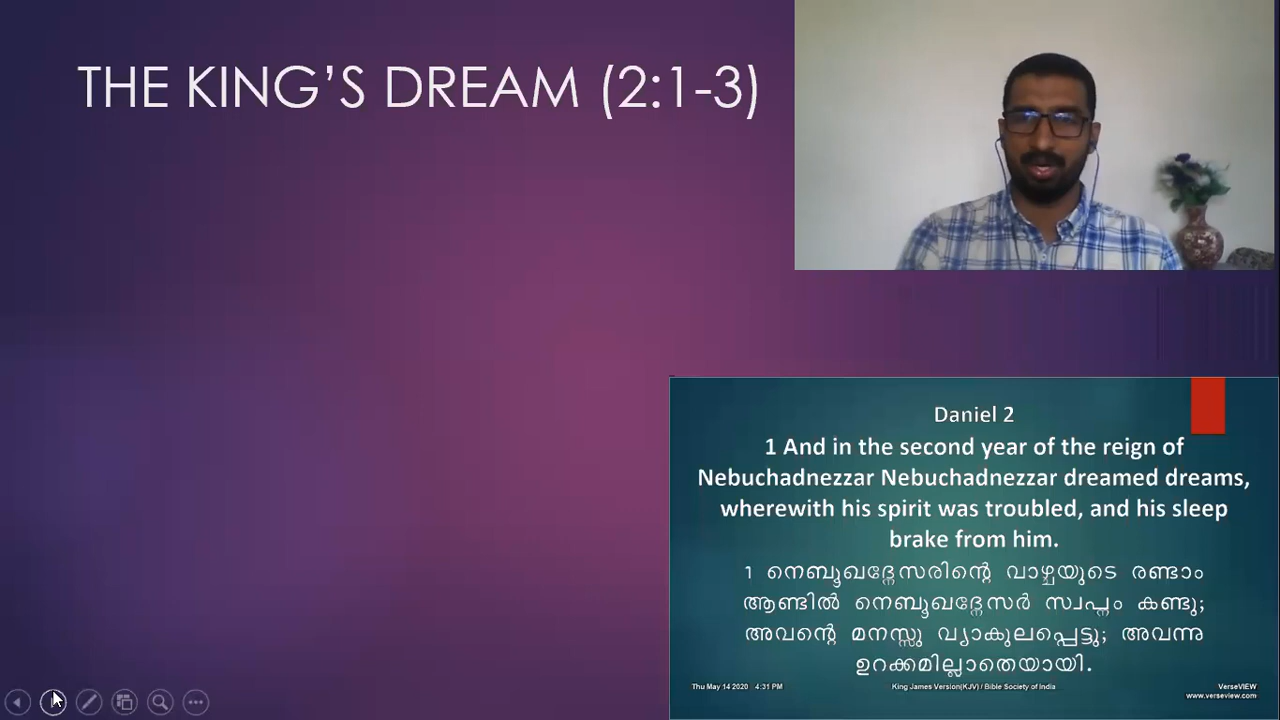 THE KING’S DREAM (2:1-3)
Daniel 2
1 And in the second year of the reign of
Nebuchadnezzar Nebuchadnezzar dreamed dreams,
wherewith his spirit was troubled, and his sleep
brake from him.
1 നെബൂഖദ്നേസരിന്റെ വാഴ്ചയുടെ രണ്ടാം
ആണ്ടിൽ നെബൂഖദ്നേസർ സ്വപ്നം കണ്ടു;
അവന്റെ മനസ്സു വ്യാകുലപ്പെട്ടു; അവന്നു
ഉറക്കമില്ലാതെയായി.
Thu May 14 2020 4:31 PM
King James Version(KJV) / Bible Society of India
VerseVIEW
www.verseview.com